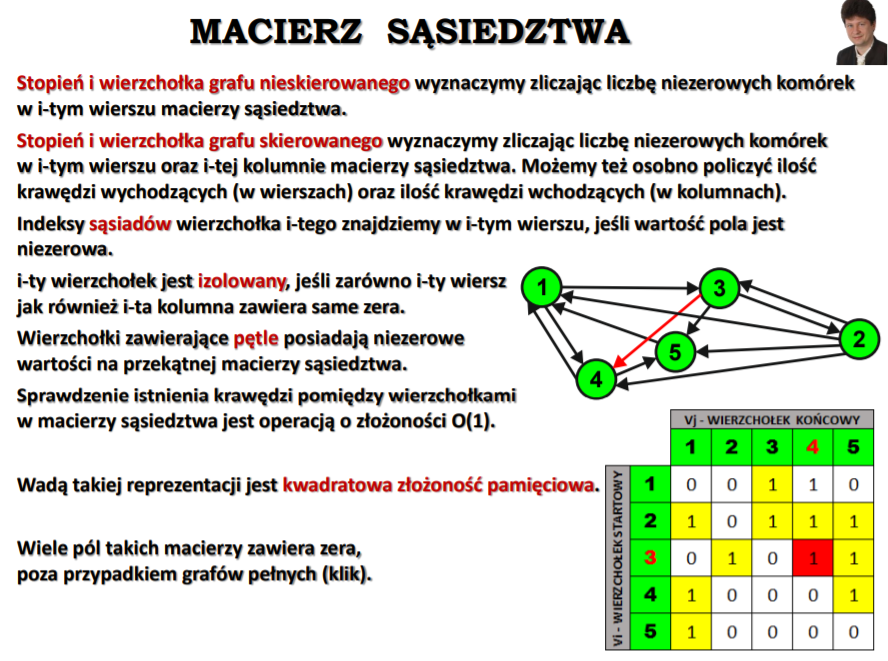 MACIERZ SĄSIEDZTWA
Stopień i wierzchołka grafu nieskierowanego wyznaczymy zliczając liczbę niezerowych komórek
w i-tym wierszu macierzy sąsiedztwa.
Stopień i wierzchołka grafu skierowanego wyznaczymy zliczając liczbę niezerowych komórek
w i-tym wierszu oraz i-tej kolumnie macierzy sąsiedztwa. Możemy też osobno policzyć ilość
krawędzi wychodzących (w wierszach) oraz ilość krawędzi wchodzących (w kolumnach).
Indeksy sąsiadów wierzchołka i-tego znajdziemy w i-tym wierszu, jeśli wartość pola jest
niezerowa.
i-ty wierzchołek jest izolowany, jeśli zarówno i-ty wiersz
jak również i-ta kolumna zawiera same zera.
Wierzchołki zawierające pętle posiadają niezerowe
wartości na przekątnej macierzy sąsiedztwa.
Sprawdzenie istnienia krawędzi pomiędzy wierzchołkami
w macierzy sąsiedztwa jest operacją o złożoności O(1).
Wadą takiej reprezentacji jest kwadratowa złożoność pamięciowa.
Wiele pól takich macierzy zawiera zera,
poza przypadkiem grafów pełnych (klik).
1
3
2
5
4
Vj - WIERZCHOŁEK KOŃCOWY
1 2 3 4 5
Vi - WIERZCHOŁEK STARTOWY
1 0 0 1 1 0
2 1 0 1 1 1
3 0 1 0 1 1
4 1 0 0 0 1
5 1 0 0 0 0